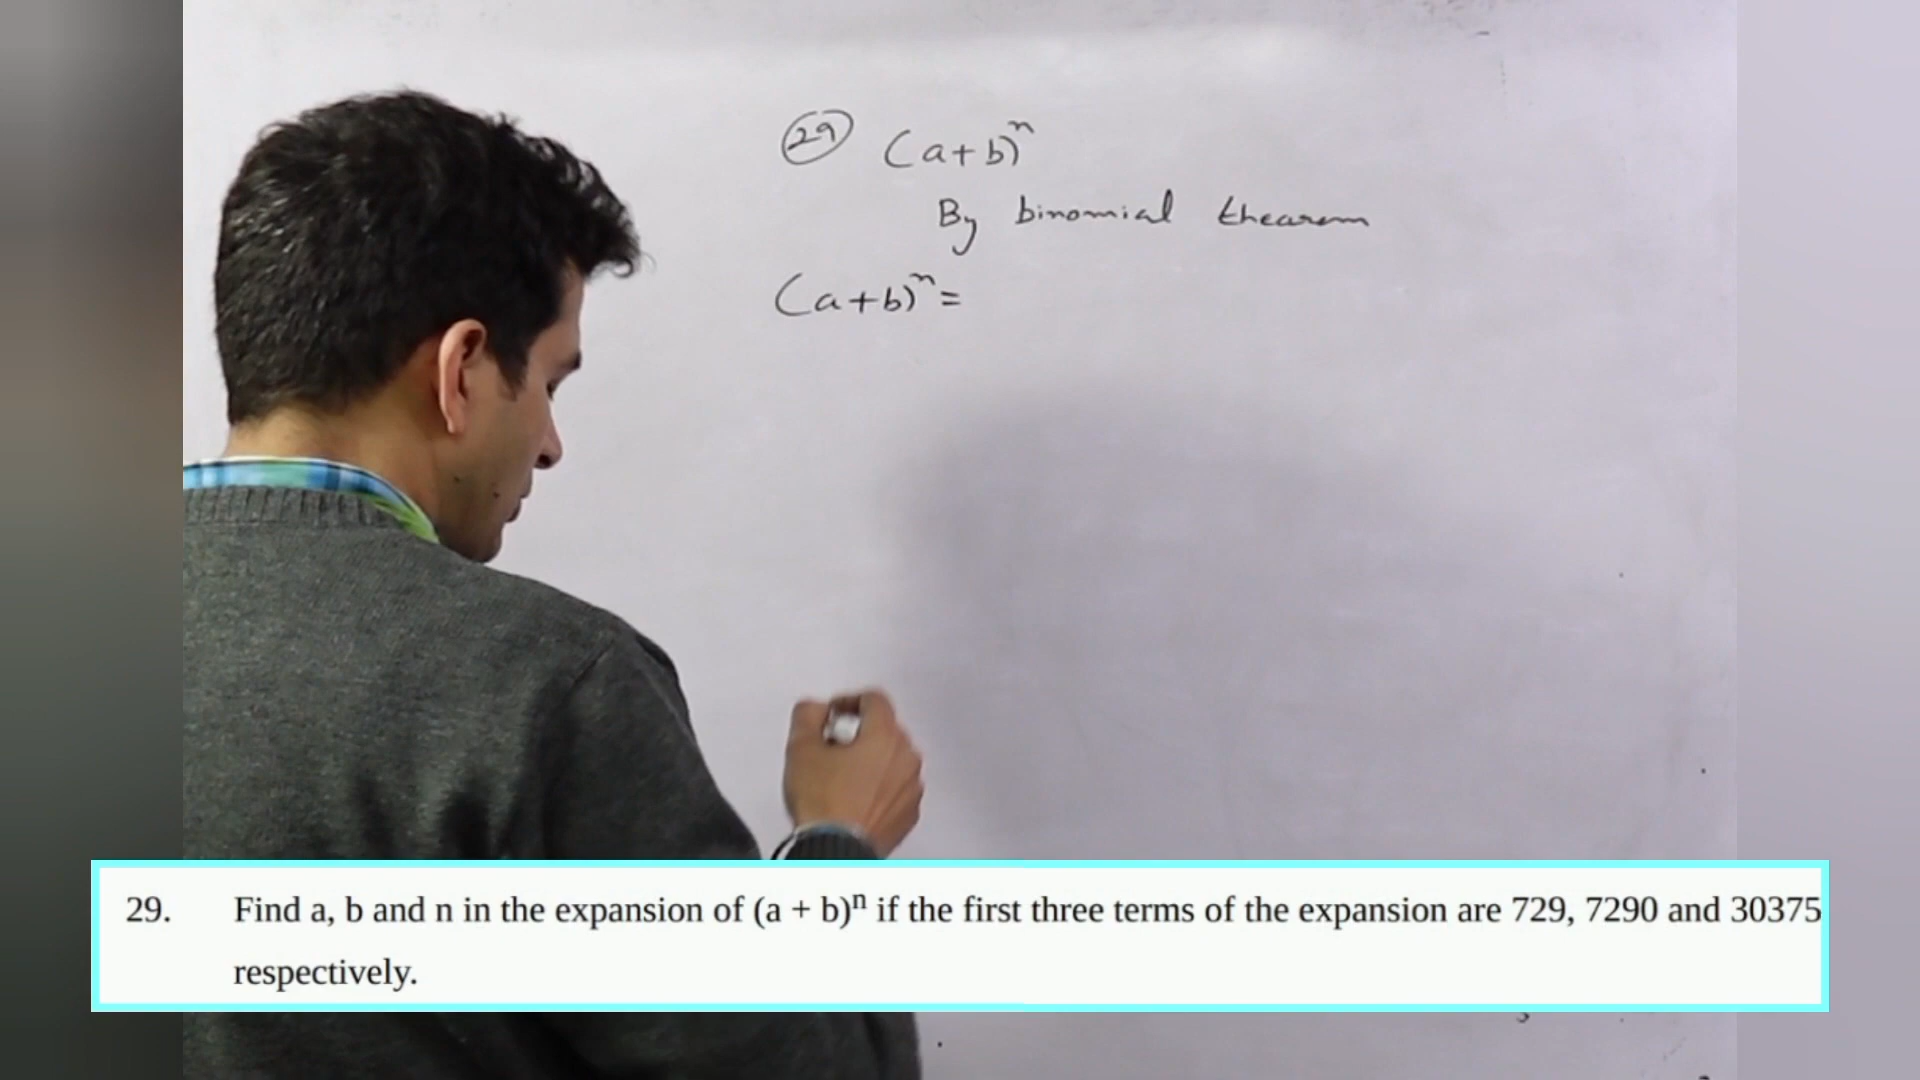 29 (a+b)ⁿ
By binomial thearem
(a+b)ⁿ =
29. Find a, b and n in the expansion of (a + b)ⁿ if the first three terms of the expansion are 729, 7290 and 30375
respectively.